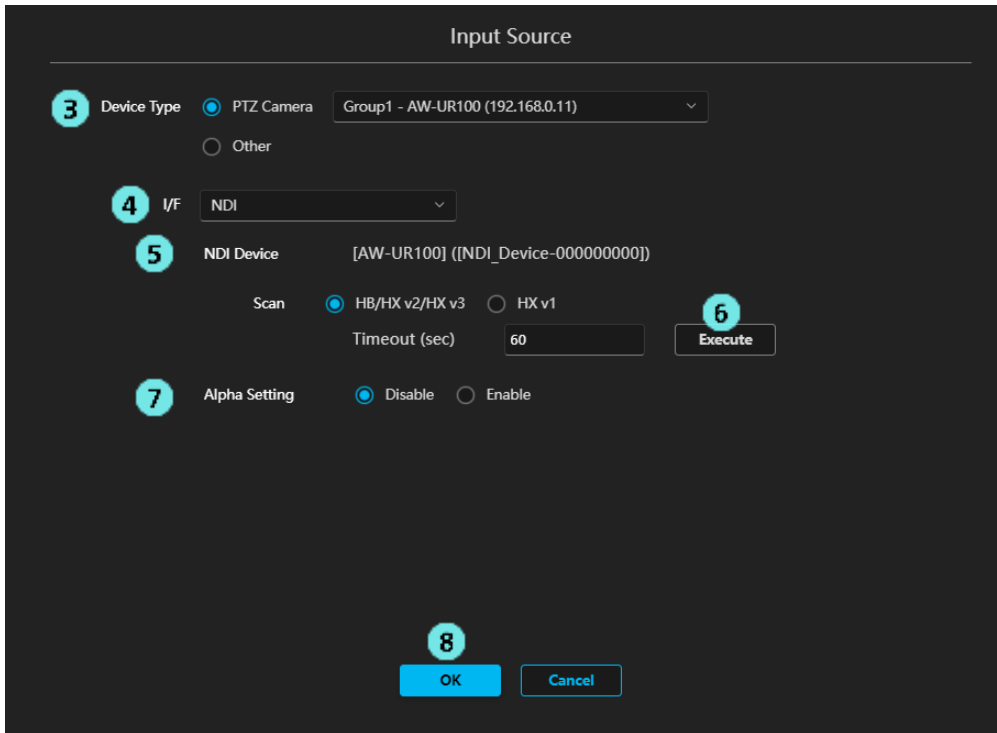 Input Source
3 Device Type PTZ Camera Group1 - AW-UR100 (192.168.0.11)
Other
4 I/F NDI
5 NDI Device [AW-UR100] ([NDI_Device-000000000])
Scan HB/HX v2/HX v3 HX v1 6
Timeout (sec) 60 Execute
7 Alpha Setting Disable Enable
8
OK Cancel